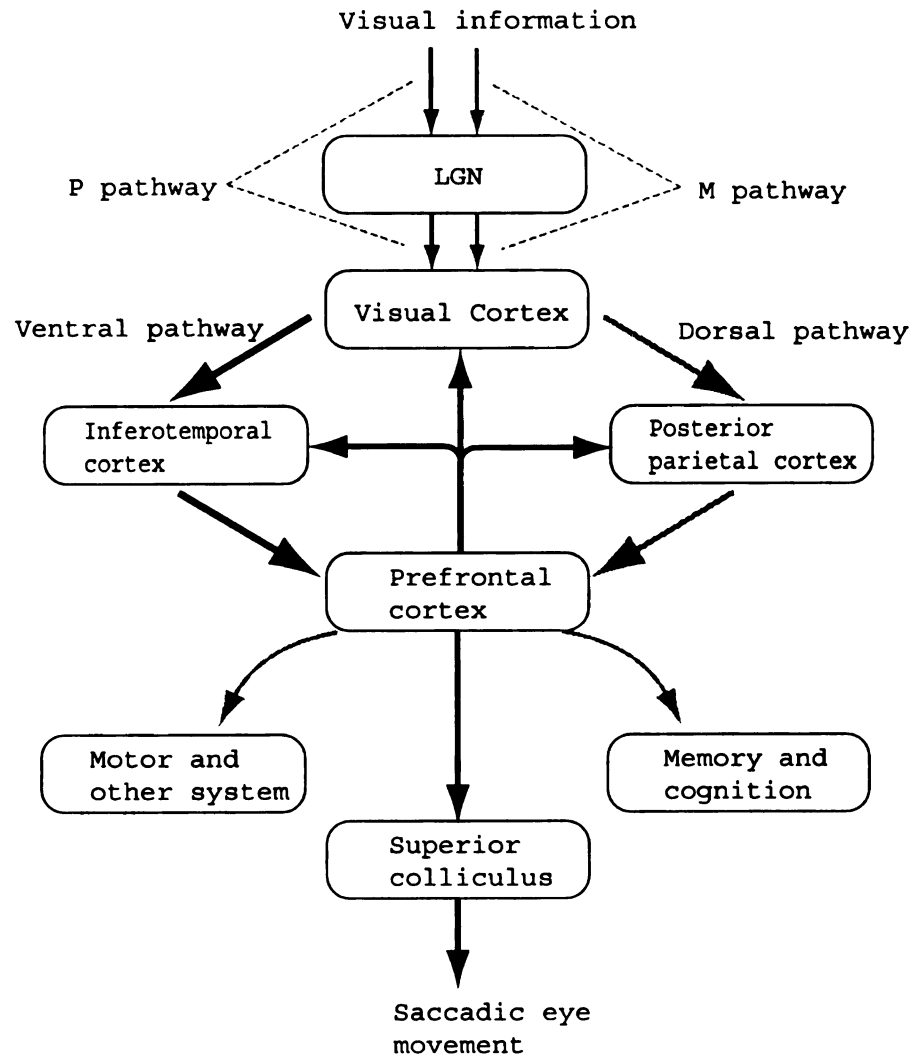 Visual information
LGN
P pathway
M pathway
Visual Cortex
Ventral pathway
Dorsal pathway
Inferotemporal
cortex
Posterior
parietal cortex
Prefrontal
cortex
Motor and
other system
Memory and
cognition
Superior
colliculus
Saccadic eye
movement